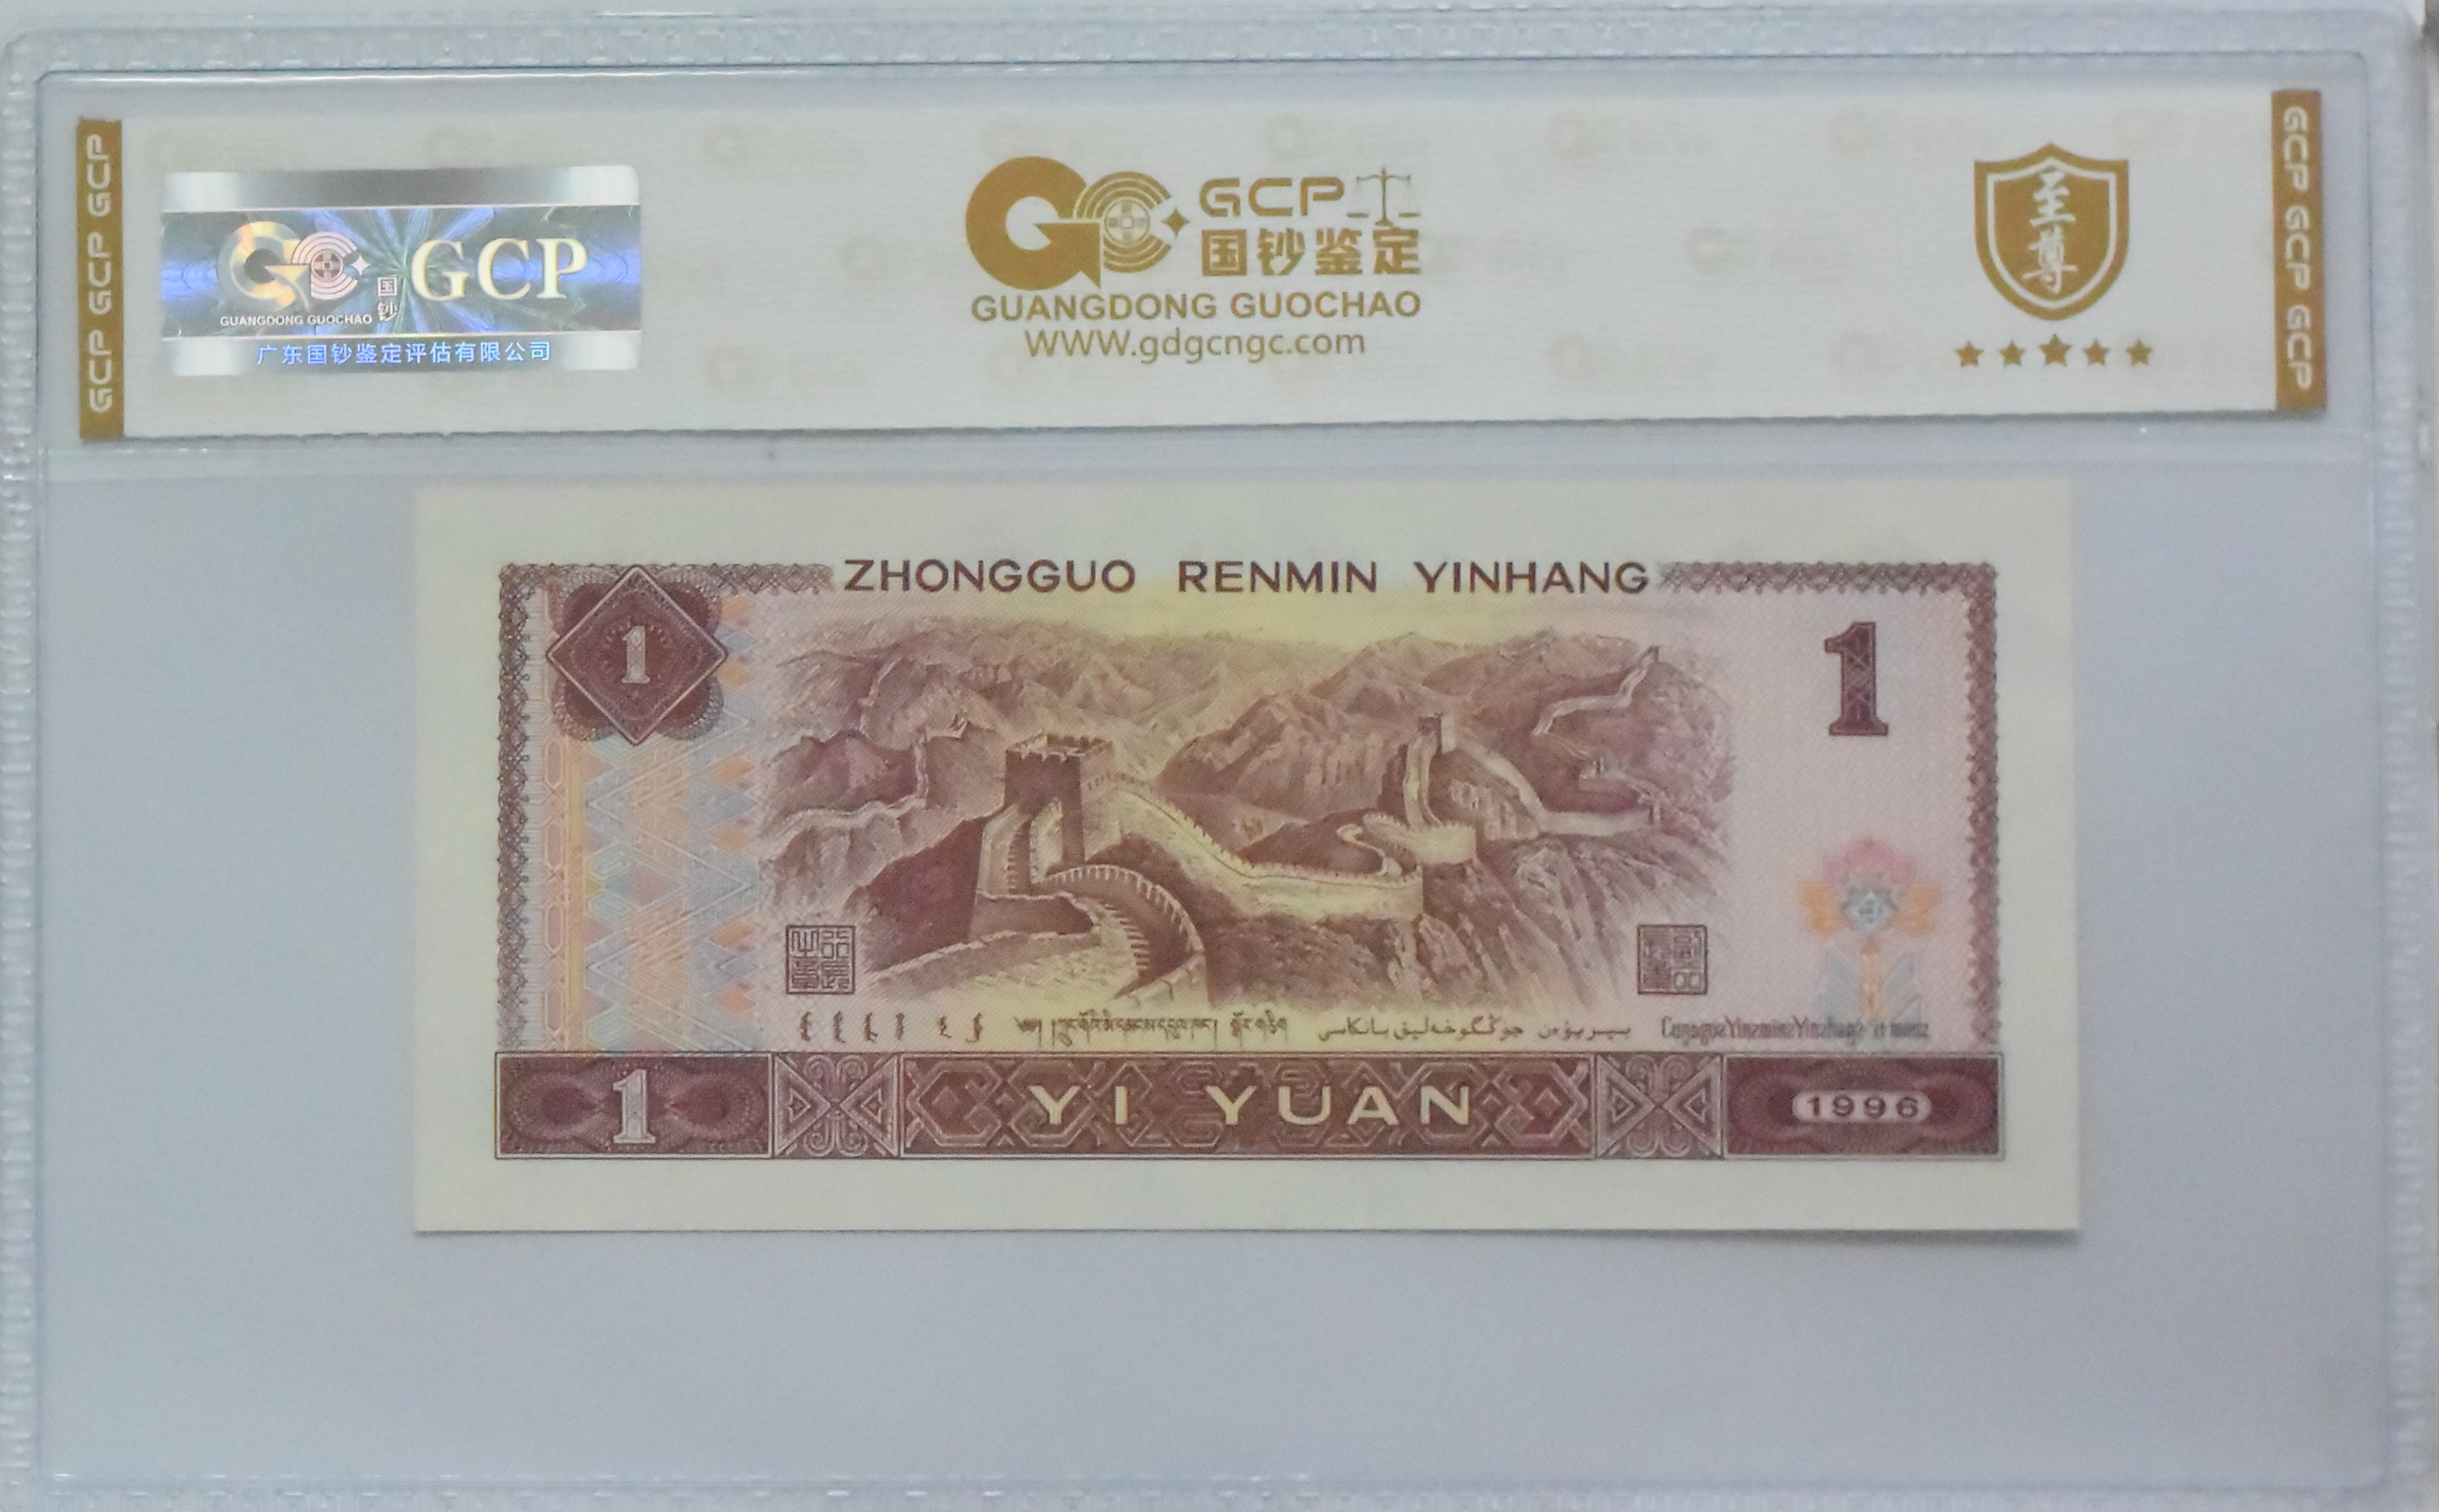 GCP GCP GCP
国钞
GCP
GUANGDONG GUOCHAO
广东国钞鉴定评估有限公司
GCP
国钞鉴定
GUANGDONG GUOCHAO
WWW.gdgcngc.com
至尊
GCP GCP GCP
ZHONGGUO RENMIN YINHANG
1
1
YI YUAN
1
1996